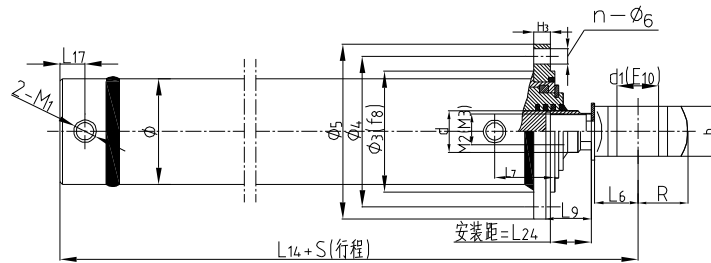 H3
n-Φ6
L17
d1(E10)
2-M1
Φ
Φ5
Φ4
Φ3(f8)
d
M2(M3)
b
L7
L6
R
L9
安装距=L24
L14+S(行程)